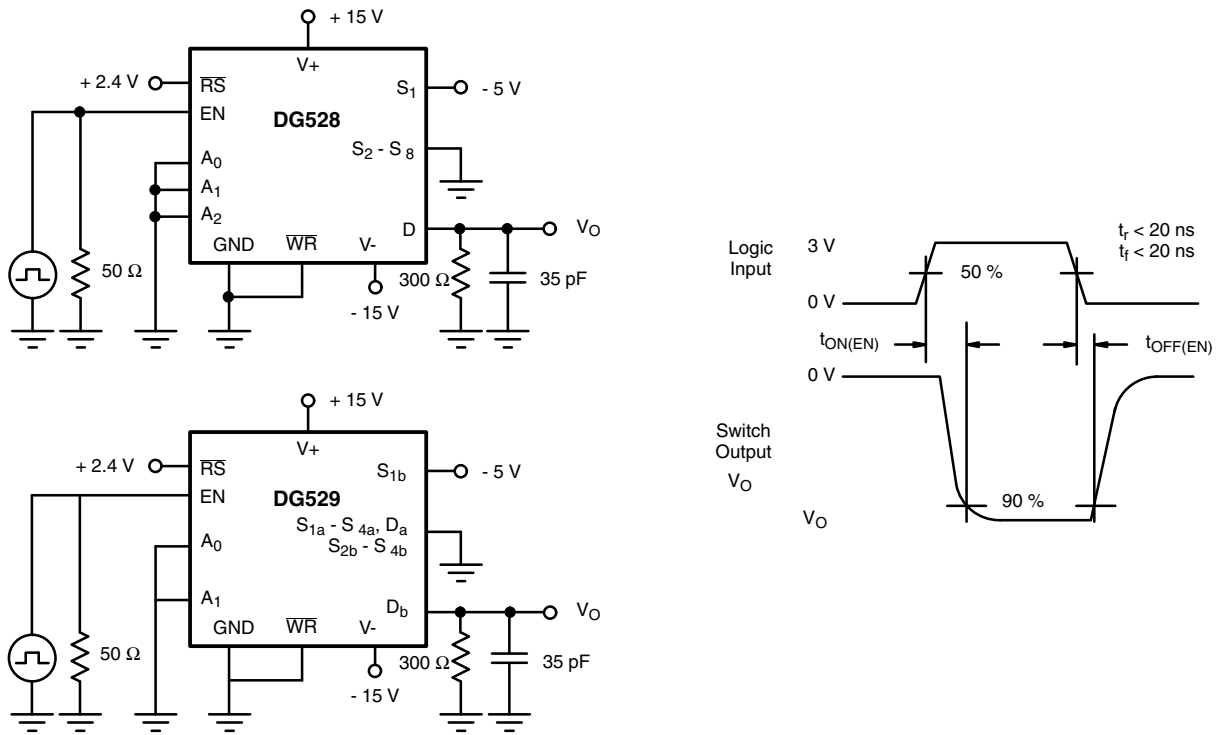 + 15 V
V+
+ 2.4 V
RS
EN
DG528
S1
- 5 V
S2 - S8
A0
A1
A2
D
VO
GND
WR
V-
50 Ω
300 Ω
35 pF
- 15 V
+ 15 V
V+
+ 2.4 V
RS
EN
DG529
S1b
- 5 V
S1a - S4a, Da
S2b - S4b
A0
A1
Db
VO
GND
WR
V-
50 Ω
300 Ω
35 pF
- 15 V
Logic
Input
3 V
50 %
tr < 20 ns
tf < 20 ns
0 V
tON(EN)
tOFF(EN)
0 V
Switch
Output
VO
90 %
VO